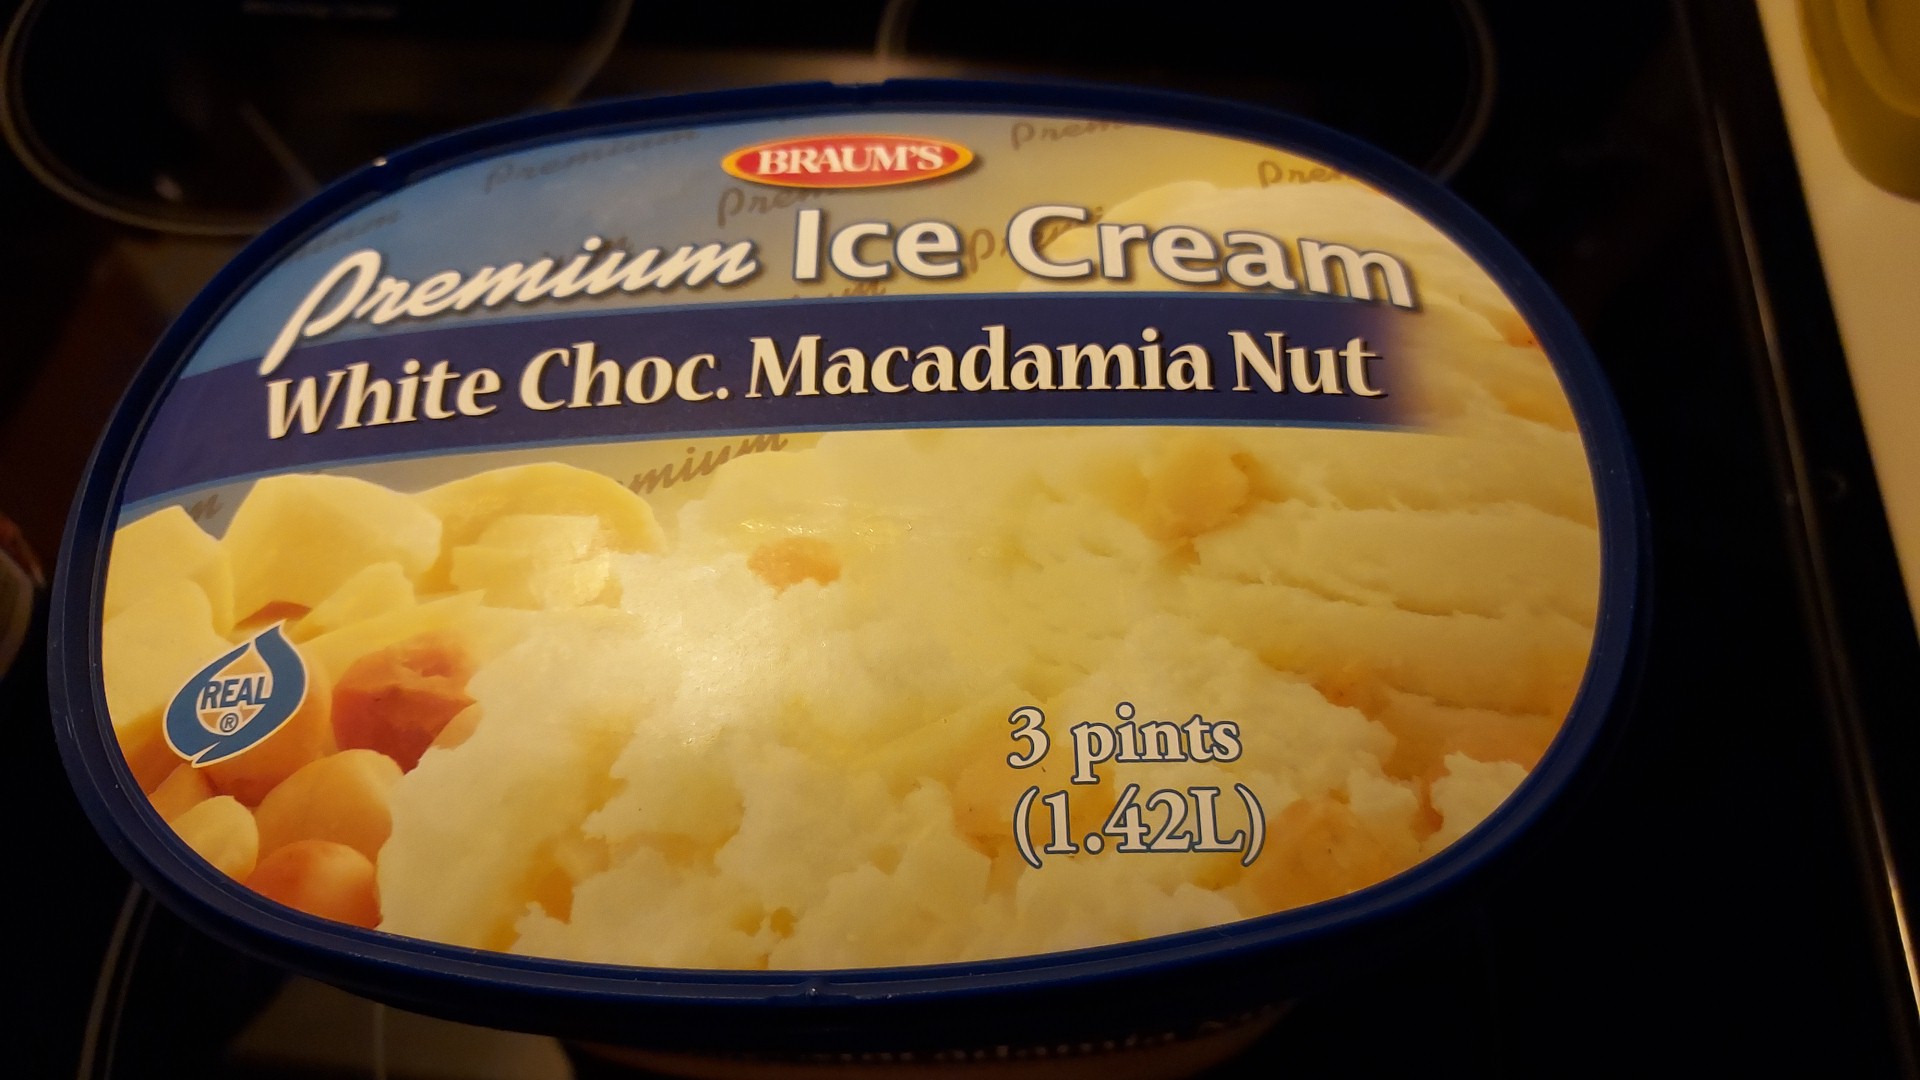 BRAUM'S
Premium Ice Cream
White Choc. Macadamia Nut
REAL
®
3 pints
(1.42L)